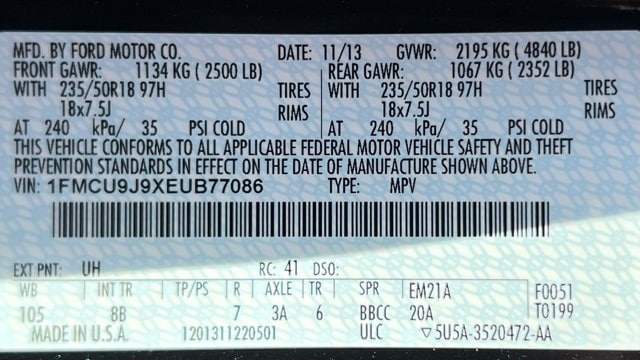 MFD. BY FORD MOTOR CO. DATE: 11/13 GVWR: 2195 KG ( 4840 LB)
FRONT GAWR: 1134 KG ( 2500 LB) REAR GAWR: 1067 KG ( 2352 LB)
WITH 235/50R18 97H TIRES WITH 235/50R18 97H TIRES
18x7.5J RIMS 18x7.5J RIMS
AT 240 kPa/ 35 PSI COLD AT 240 kPa/ 35 PSI COLD
THIS VEHICLE CONFORMS TO ALL APPLICABLE FEDERAL MOTOR VEHICLE SAFETY AND THEFT
PREVENTION STANDARDS IN EFFECT ON THE DATE OF MANUFACTURE SHOWN ABOVE.
VIN: 1FMCU9J9XEUB77086 TYPE: MPV
EXT PNT: UH RC: 41 DSO:
WB INT TR TP/PS R AXLE TR SPR EM21A F0051
105 8B 7 3A 6 BBCC 20A T0199
MADE IN U.S.A. 1201311220501 ULC ▽5U5A-3520472-AA